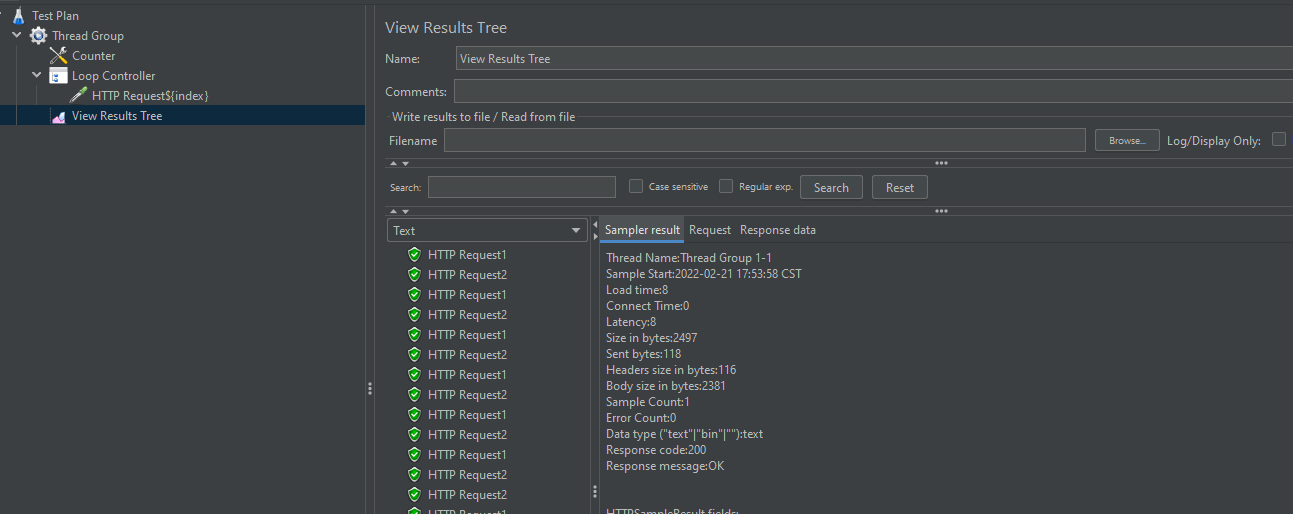 Test Plan
Thread Group
Counter
Loop Controller
HTTP Request${index}
View Results Tree
View Results Tree
Name: View Results Tree
Comments:
Write results to file / Read from file
Filename Browse... Log/Display Only:
Search: Case sensitive Regular exp. Search Reset
Text
HTTP Request1
HTTP Request2
HTTP Request1
HTTP Request2
HTTP Request1
HTTP Request2
HTTP Request1
HTTP Request2
HTTP Request1
HTTP Request2
HTTP Request1
HTTP Request2
HTTP Request2
HTTP Request1
Sampler result Request Response data
Thread Name:Thread Group 1-1
Sample Start:2022-02-21 17:53:58 CST
Load time:8
Connect Time:0
Latency:8
Size in bytes:2497
Sent bytes:118
Headers size in bytes:116
Body size in bytes:2381
Sample Count:1
Error Count:0
Data type ("text"|"bin"|""):text
Response code:200
Response message:OK
HTTPSampleResult fields: